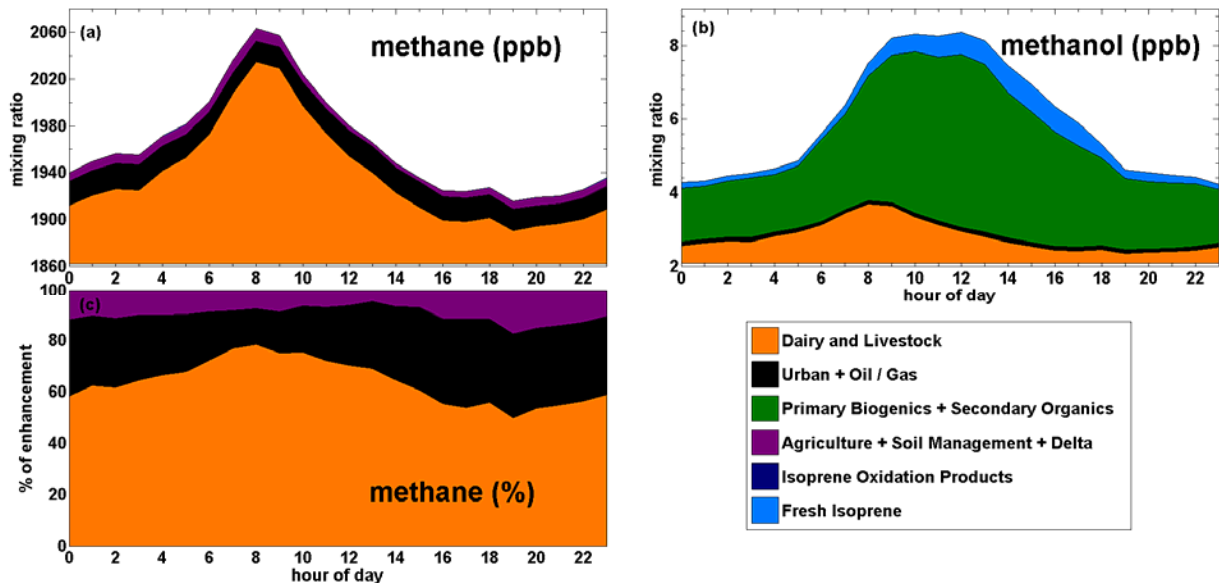 (a)
methane (ppb)
mixing ratio
2060
2020
1980
1940
1900
1860
0 2 4 6 8 10 12 14 16 18 20 22
(b)
methanol (ppb)
mixing ratio
8
6
4
2
0 2 4 6 8 10 12 14 16 18 20 22
hour of day
(c)
methane (%)
% of enhancement
100
80
60
40
20
0
0 2 4 6 8 10 12 14 16 18 20 22
hour of day
Dairy and Livestock
Urban + Oil / Gas
Primary Biogenics + Secondary Organics
Agriculture + Soil Management + Delta
Isoprene Oxidation Products
Fresh Isoprene